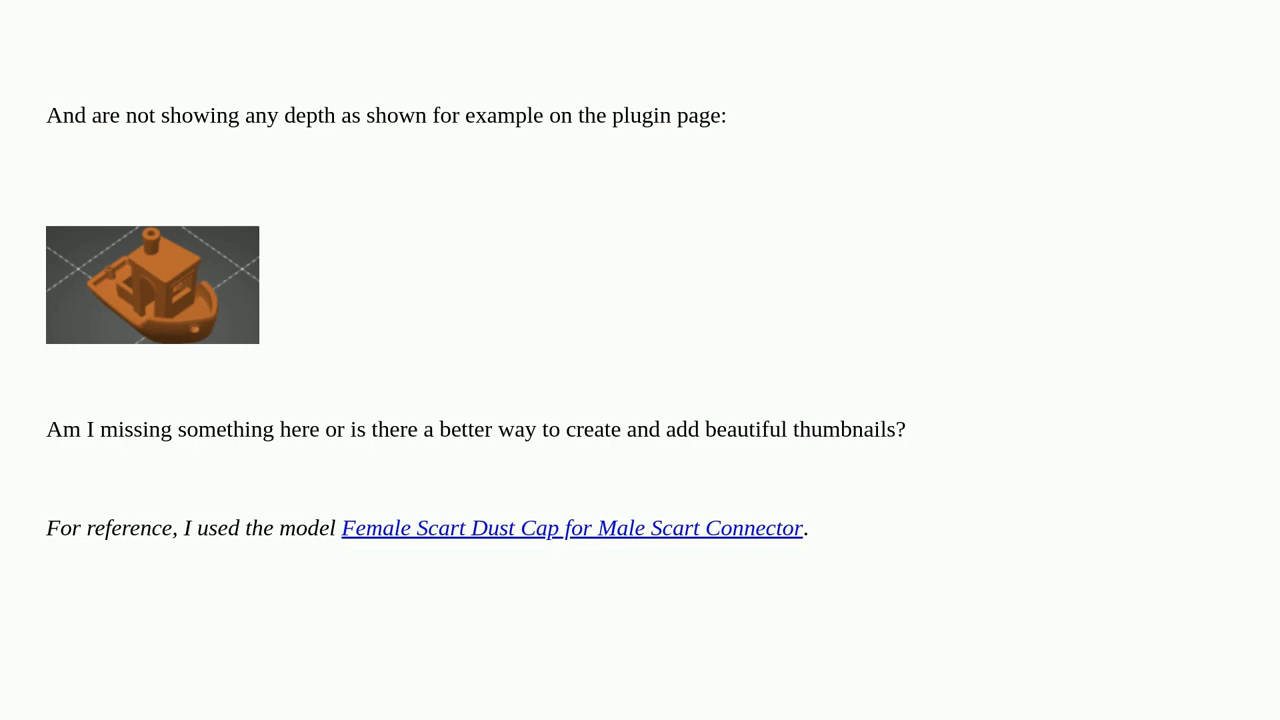 And are not showing any depth as shown for example on the plugin page:
Am I missing something here or is there a better way to create and add beautiful thumbnails?
For reference, I used the model Female Scart Dust Cap for Male Scart Connector.